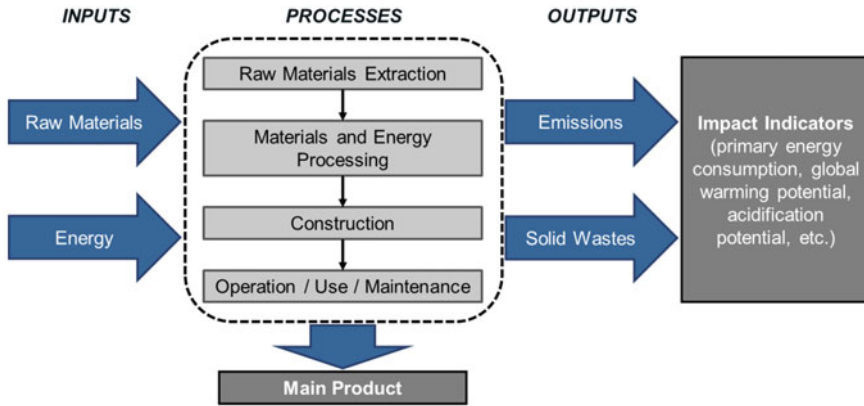 INPUTS
PROCESSES
OUTPUTS
Raw Materials
Energy
Raw Materials Extraction
Materials and Energy
Processing
Construction
Operation / Use / Maintenance
Main Product
Emissions
Solid Wastes
Impact Indicators
(primary energy
consumption, global
warming potential,
acidification
potential, etc.)